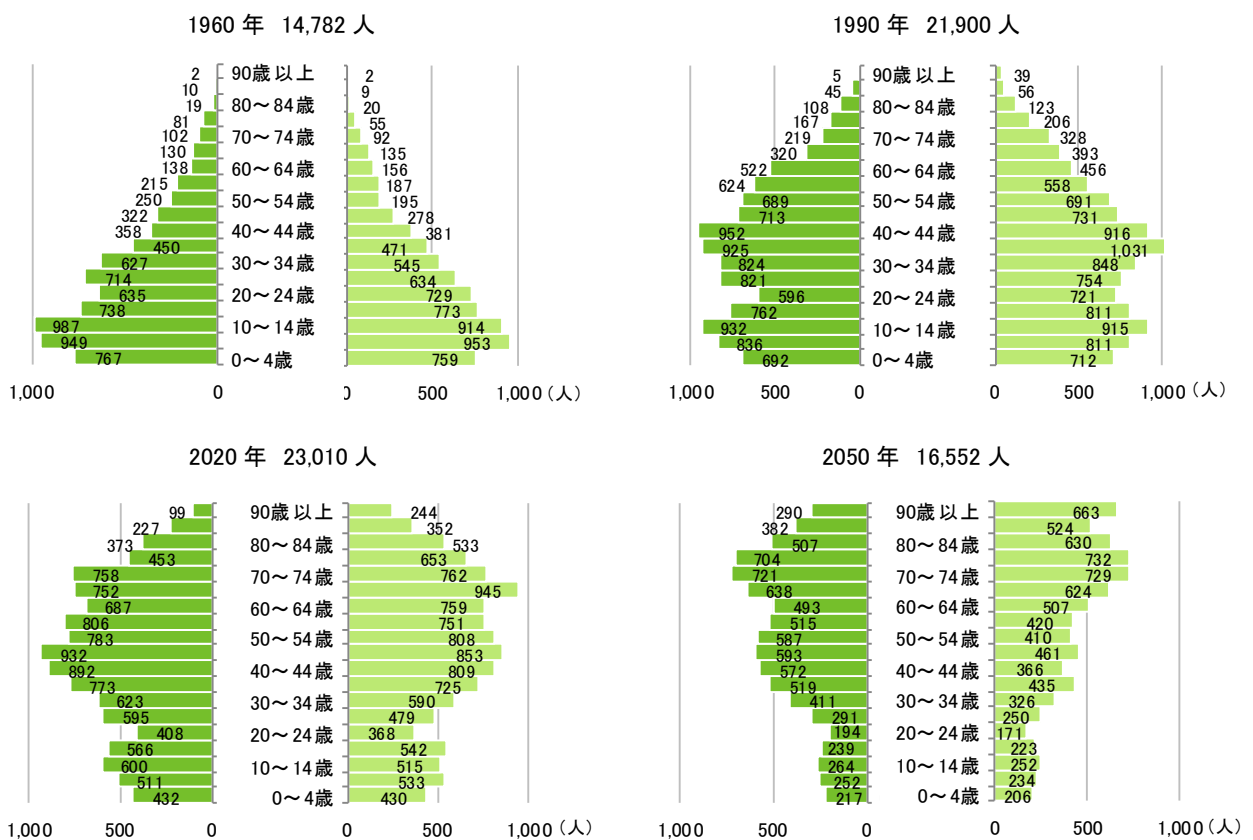 1960 年 14,782 人
2 90歳以上 2
10 9
19 80～84歳 20
81 55
102 70～74歳 92
130 135
138 60～64歳 156
215 187
250 50～54歳 195
322 278
358 40～44歳 381
450 471
627 30～34歳 545
714 634
635 20～24歳 729
738 773
987 10～14歳 914
949 953
767 0～4歳 759
1,000 0 0 500 1,000（人）
1990 年 21,900 人
5 90歳以上 39
45 56
108 80～84歳 123
167 206
219 70～74歳 328
320 393
522 60～64歳 456
624 558
689 50～54歳 691
713 731
952 40～44歳 916
925 1,031
824 30～34歳 848
821 754
596 20～24歳 721
762 811
932 10～14歳 915
836 811
692 0～4歳 712
1,000 500 0 0 500 1,000（人）
2020 年 23,010 人
99 90歳以上 244
227 352
373 80～84歳 533
453 653
758 70～74歳 762
752 945
687 60～64歳 759
806 751
783 50～54歳 808
932 853
892 40～44歳 809
773 725
623 30～34歳 590
595 479
408 20～24歳 368
566 542
600 10～14歳 515
511 533
432 0～4歳 430
1,000 500 0 0 500 1,000（人）
2050 年 16,552 人
290 90歳以上 663
382 524
507 80～84歳 630
704 732
721 70～74歳 729
638 624
493 60～64歳 507
515 420
587 50～54歳 410
593 461
572 40～44歳 366
519 435
411 30～34歳 326
291 250
194 20～24歳 171
239 223
264 10～14歳 252
252 234
217 0～4歳 206
1,000 500 0 0 500 1,000（人）